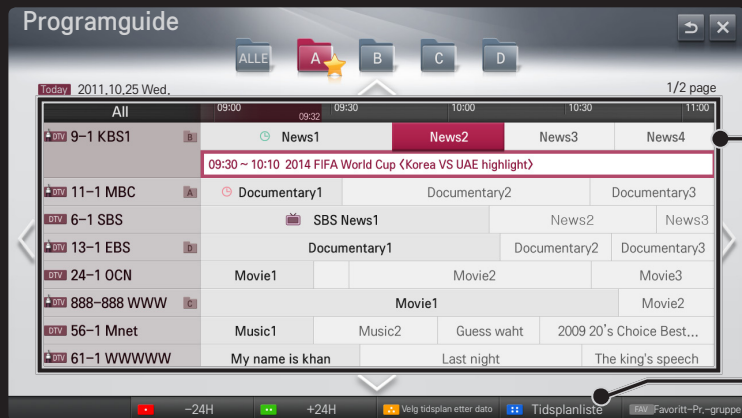 Programguide
ALLE A B C D
Today 2011.10.25 Wed. 1/2 page
All 09:00 09:32 09:30 10:00 10:30 11:00
DTV 9-1 KBS1 B News1 News2 News3 News4
09:30 ~ 10:10 2014 FIFA World Cup 〈Korea VS UAE highlight〉
DTV 11-1 MBC A Documentary1 Documentary2 Documentary3
DTV 6-1 SBS SBS News1 News2 News3
DTV 13-1 EBS D Documentary1 Documentary2 Documentary3
DTV 24-1 OCN Movie1 Movie2 Movie3
DTV 888-888 WWW C Movie1 Movie2
DTV 56-1 Mnet Music1 Music2 Guess waht 2009 20's Choice Best...
DTV 61-1 WWWWW My name is khan Last night The king's speech
-24H +24H Velg tidsplan etter dato Tidsplanliste FAV Favoritt-Pr.-gruppe